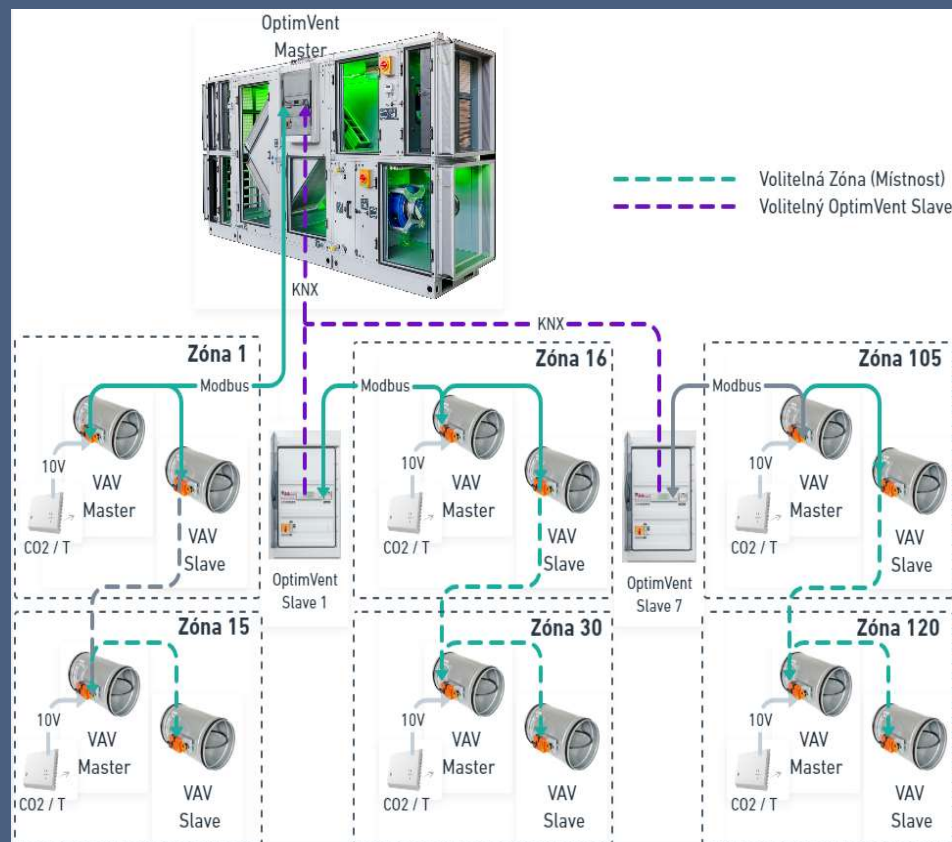 OptimVent
Master
Volitelná Zóna (Místnost)
Volitelný OptimVent Slave
KNX
KNX
Zóna 1
Modbus
10V
VAV
Master
CO2 / T
VAV
Slave
OptimVent
Slave 1
Zóna 16
Modbus
10V
VAV
Master
CO2 / T
VAV
Slave
OptimVent
Slave 7
Zóna 105
Modbus
10V
VAV
Master
CO2 / T
VAV
Slave
Zóna 15
10V
VAV
Master
CO2 / T
VAV
Slave
Zóna 30
10V
VAV
Master
CO2 / T
VAV
Slave
Zóna 120
10V
VAV
Master
CO2 / T
VAV
Slave